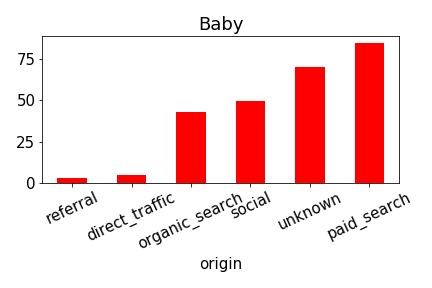 Baby
75
50
25
0
referral
direct_traffic
organic_search
social
unknown
paid_search
origin